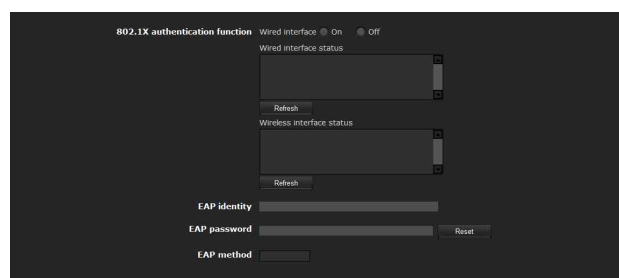 802.1X authentication function Wired interface On Off
Wired interface status
Refresh
Wireless interface status
Refresh
EAP identity
EAP password Reset
EAP method